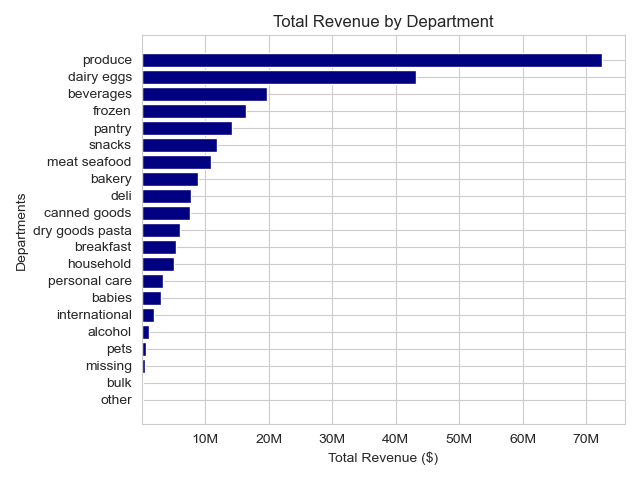 Total Revenue by Department
Departments
produce
dairy eggs
beverages
frozen
pantry
snacks
meat seafood
bakery
deli
canned goods
dry goods pasta
breakfast
household
personal care
babies
international
alcohol
pets
missing
bulk
other
10M 20M 30M 40M 50M 60M 70M
Total Revenue ($)